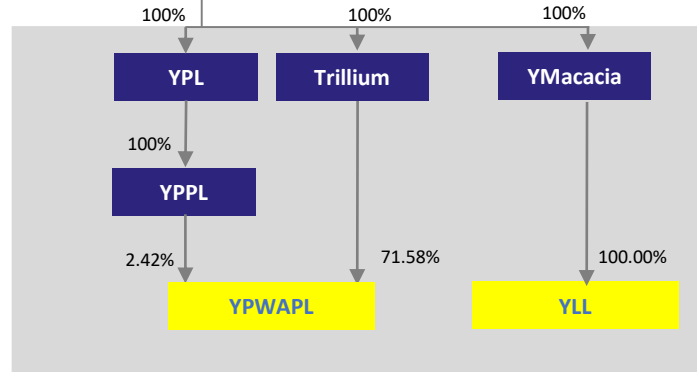 100% 100% 100%
YPL Trillium YMacacia
100%
YPPL
2.42% 71.58% 100.00%
YPWAPL YLL